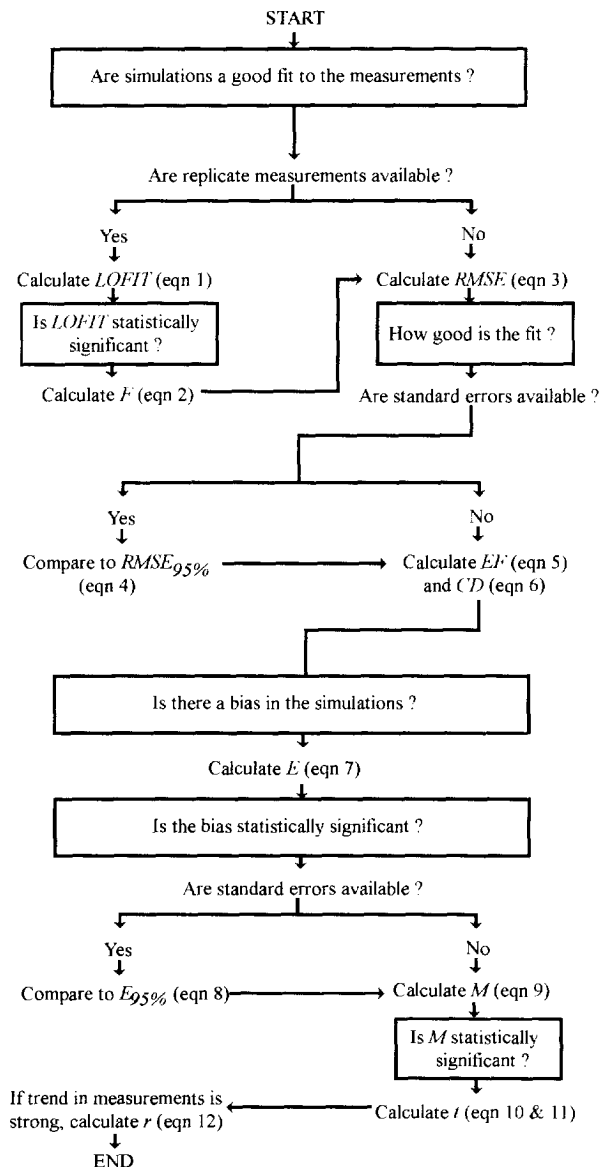 START
Are simulations a good fit to the measurements ?
Are replicate measurements available ?
Yes
No
Calculate LOFIT (eqn 1)
Calculate RMSE (eqn 3)
Is LOFIT statistically
significant ?
How good is the fit ?
Calculate F (eqn 2)
Are standard errors available ?
Yes
No
Compare to RMSE95%
(eqn 4)
Calculate EF (eqn 5)
and CD (eqn 6)
Is there a bias in the simulations ?
Calculate E (eqn 7)
Is the bias statistically significant ?
Are standard errors available ?
Yes
No
Compare to E95% (eqn 8)
Calculate M (eqn 9)
Is M statistically
significant ?
If trend in measurements is
strong, calculate r (eqn 12)
Calculate t (eqn 10 & 11)
END